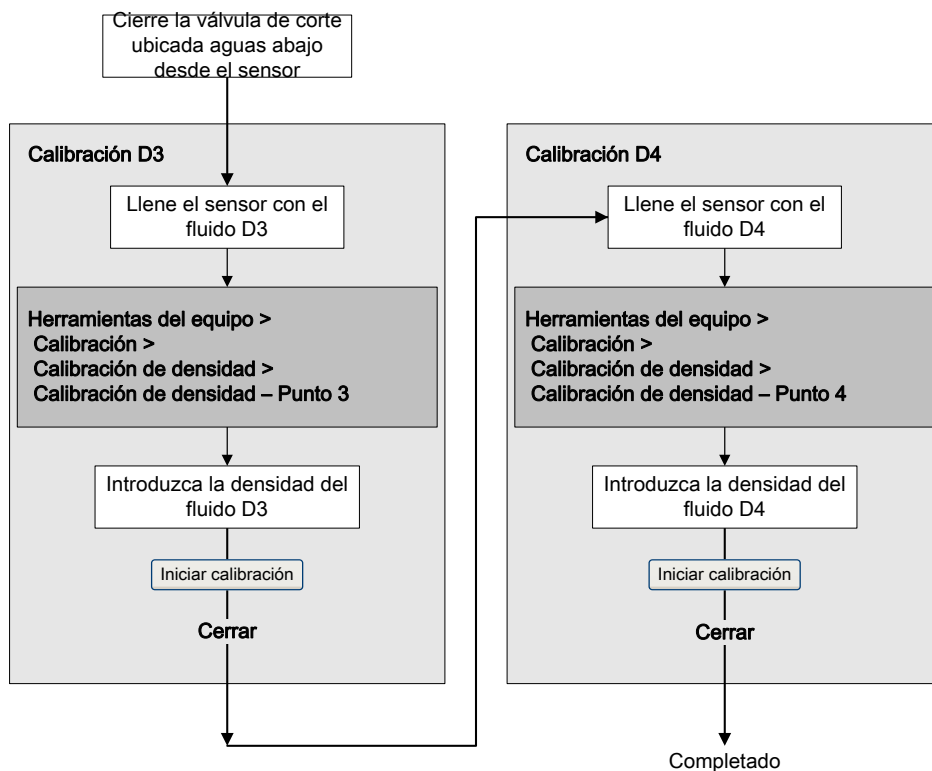 Cierre la válvula de corte
ubicada aguas abajo
desde el sensor
Calibración D3
Llene el sensor con el
fluido D3
Herramientas del equipo >
Calibración >
Calibración de densidad >
Calibración de densidad – Punto 3
Introduzca la densidad del
fluido D3
Iniciar calibración
Cerrar
Calibración D4
Llene el sensor con el
fluido D4
Herramientas del equipo >
Calibración >
Calibración de densidad >
Calibración de densidad – Punto 4
Introduzca la densidad del
fluido D4
Iniciar calibración
Cerrar
Completado